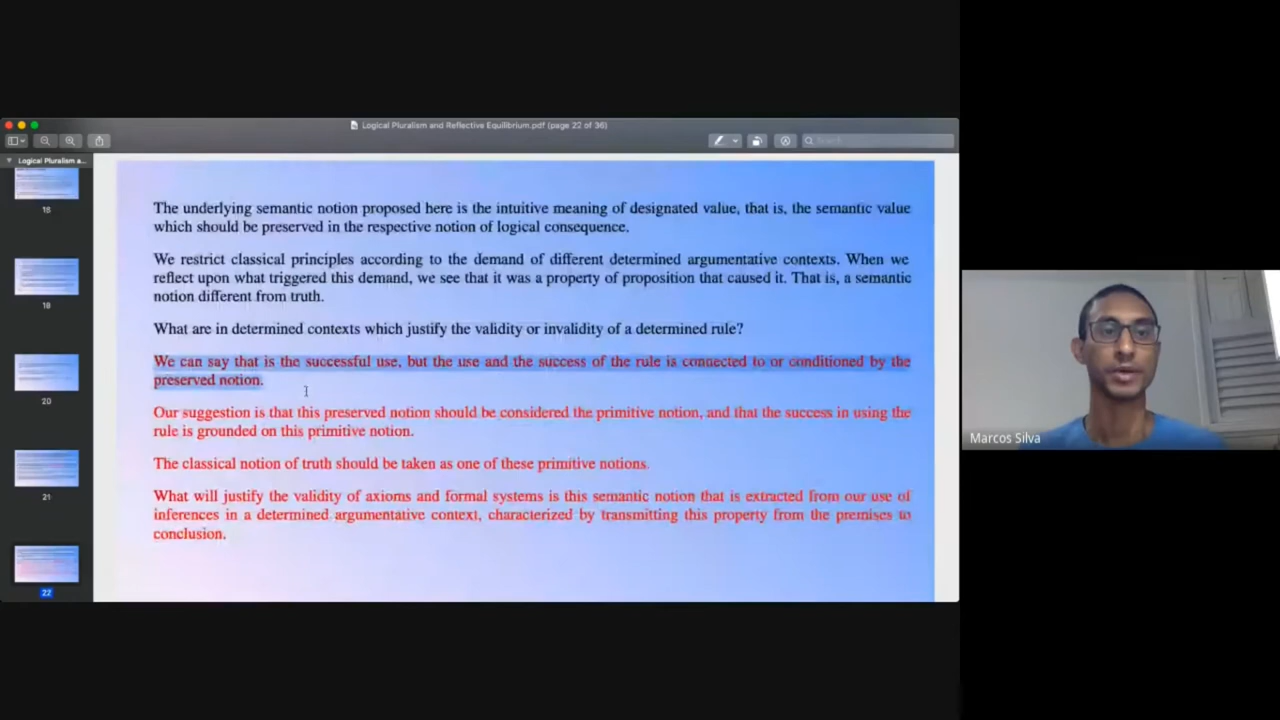 Logical Pluralism and Reflective Equilibrium.pdf (page 22 of 36)
Search
Logical Pluralism a...
18
19
20
21
22
The underlying semantic notion proposed here is the intuitive meaning of designated value, that is, the semantic value
which should be preserved in the respective notion of logical consequence.
We restrict classical principles according to the demand of different determined argumentative contexts. When we
reflect upon what triggered this demand, we see that it was a property of proposition that caused it. That is, a semantic
notion different from truth.
What are in determined contexts which justify the validity or invalidity of a determined rule?
We can say that is the successful use, but the use and the success of the rule is connected to or conditioned by the
preserved notion.
Our suggestion is that this preserved notion should be considered the primitive notion, and that the success in using the
rule is grounded on this primitive notion.
The classical notion of truth should be taken as one of these primitive notions.
What will justify the validity of axioms and formal systems is this semantic notion that is extracted from our use of
inferences in a determined argumentative context, characterized by transmitting this property from the premises to
conclusion.
Marcos Silva